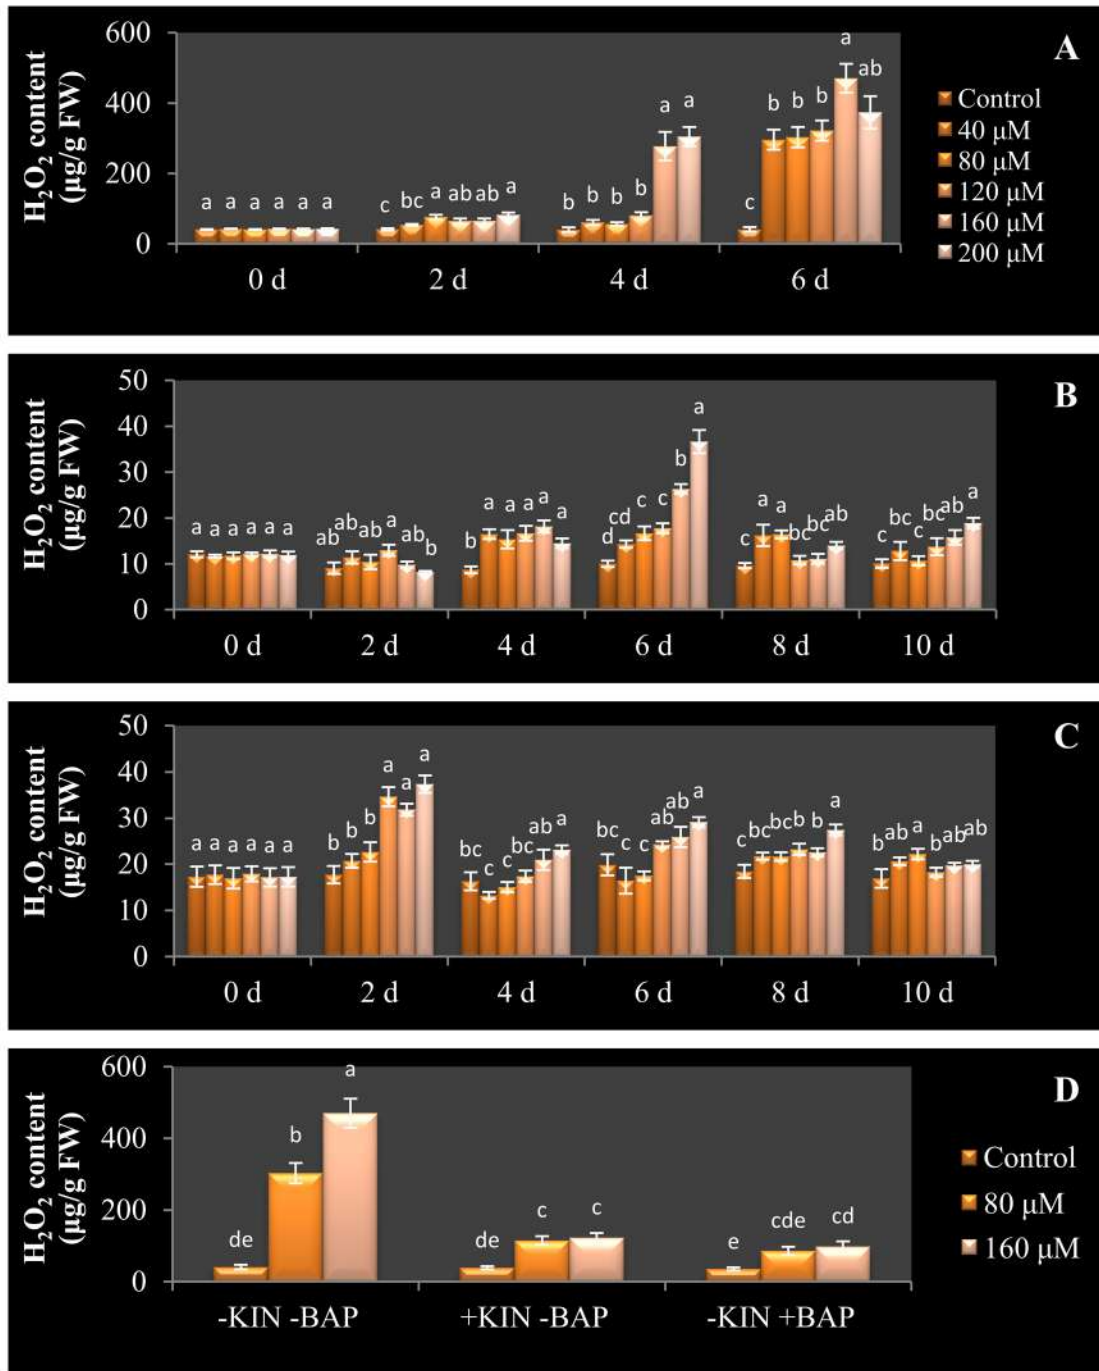 A
H₂O₂ content
(µg/g FW)
600
400
200
0
a a a a a a
c bc a ab ab a
b b b b a a
c b b b a ab
0 d 2 d 4 d 6 d
Control
40 µM
80 µM
120 µM
160 µM
200 µM
B
H₂O₂ content
(µg/g FW)
50
40
30
20
10
0
a a a a a a
ab ab ab a ab b
b a a a a a
d cd c c b a
c a a bc bc ab
c bc c bc ab a
0 d 2 d 4 d 6 d 8 d 10 d
C
H₂O₂ content
(µg/g FW)
50
40
30
20
10
0
a a a a a a
b b b a a a
bc c c bc ab a
bc c c ab ab a
c bc bc b b a
b ab a b ab ab
0 d 2 d 4 d 6 d 8 d 10 d
D
H₂O₂ content
(µg/g FW)
600
400
200
0
de b a
de c c
e cde cd
-KIN -BAP +KIN -BAP -KIN +BAP
Control
80 µM
160 µM